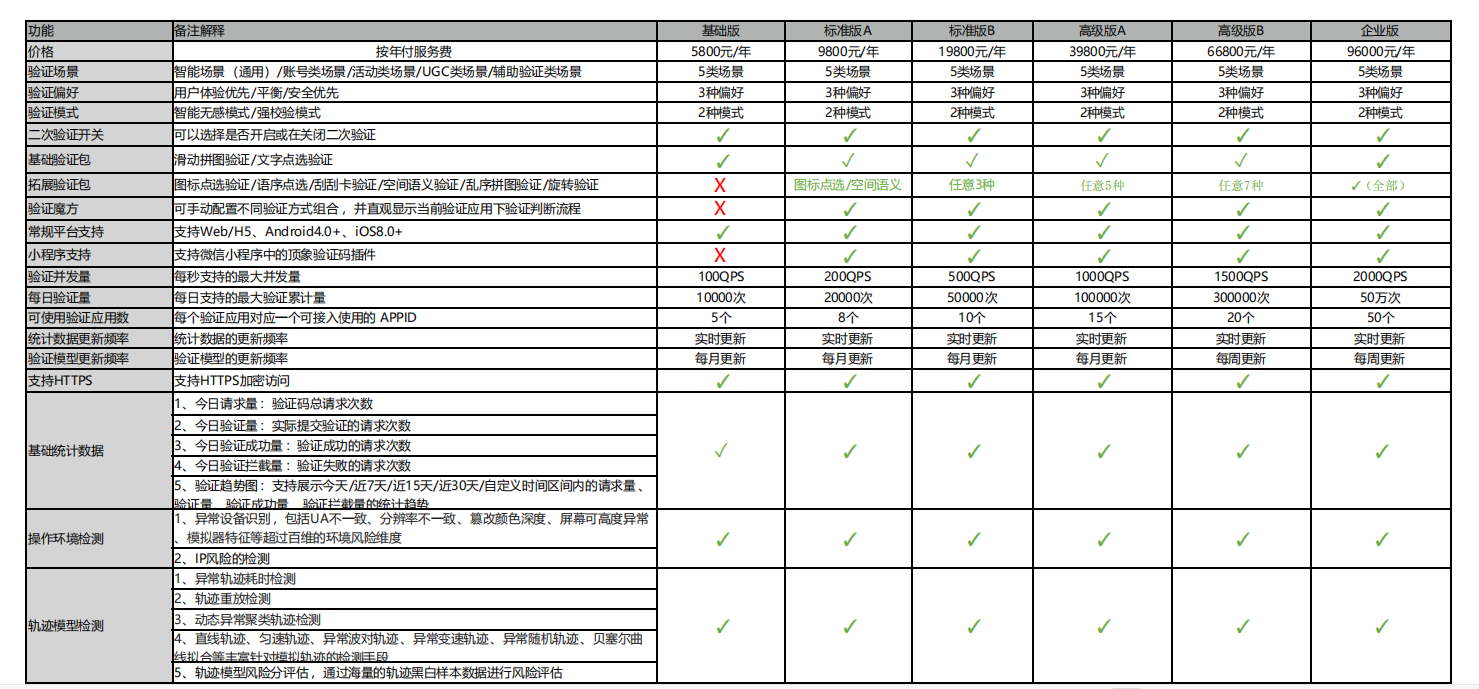 功能 备注解释 基础版 标准版A 标准版B 高级版A 高级版B 企业版
价格 按年付服务费 5800元/年 9800元/年 19800元/年 39800元/年 66800元/年 96000元/年
验证场景 智能场景（通用）/账号类场景/活动类场景/UGC类场景/辅助验证类场景 5类场景 5类场景 5类场景 5类场景 5类场景 5类场景
验证偏好 用户体验优先/平衡/安全优先 3种偏好 3种偏好 3种偏好 3种偏好 3种偏好 3种偏好
验证模式 智能无感模式/强校验模式 2种模式 2种模式 2种模式 2种模式 2种模式 2种模式
二次验证开关 可以选择是否开启或在关闭二次验证 ✓ ✓ ✓ ✓ ✓ ✓
基础验证包 滑动拼图验证/文字点选验证 ✓ ✓ ✓ ✓ ✓ ✓
拓展验证包 图标点选验证/语序点选/刮刮卡验证/空间语义验证/乱序拼图验证/旋转验证 X 图标点选/空间语义 任意3种 任意5种 任意7种 ✓（全部）
验证魔方 可手动配置不同验证方式组合，并直观显示当前验证应用下验证判断流程 X ✓ ✓ ✓ ✓ ✓
常规平台支持 支持Web/H5、Android4.0+、iOS8.0+ ✓ ✓ ✓ ✓ ✓ ✓
小程序支持 支持微信小程序中的顶象验证码插件 X ✓ ✓ ✓ ✓ ✓
验证并发量 每秒支持的最大并发量 100QPS 200QPS 500QPS 1000QPS 1500QPS 2000QPS
每日验证量 每日支持的最大验证累计量 10000次 20000次 50000次 100000次 300000次 50万次
可使用验证应用数 每个验证应用对应一个可接入使用的 APPID 5个 8个 10个 15个 20个 50个
统计数据更新频率 统计数据的更新频率 实时更新 实时更新 实时更新 实时更新 实时更新 实时更新
验证模型更新频率 验证模型的更新频率 每月更新 每月更新 每月更新 每月更新 每周更新 每周更新
支持HTTPS 支持HTTPS加密访问 ✓ ✓ ✓ ✓ ✓ ✓
基础统计数据 ✓ ✓ ✓ ✓ ✓ ✓
1、今日请求量：验证码总请求次数
2、今日验证量：实际提交验证的请求次数
3、今日验证成功量：验证成功的请求次数
4、今日验证拦截量：验证失败的请求次数
5、验证趋势图：支持展示今天/近7天/近15天/近30天/自定义时间区间内的请求量、
验证量、验证成功量、验证拦截量的统计趋势
操作环境检测 ✓ ✓ ✓ ✓ ✓ ✓
1、异常设备识别，包括UA不一致、分辨率不一致、篡改颜色深度、屏幕可高度异常
、模拟器特征等超过百维的环境风险维度
2、IP风险的检测
轨迹模型检测 ✓ ✓ ✓ ✓ ✓ ✓
1、异常轨迹耗时检测
2、轨迹重放检测
3、动态异常聚类轨迹检测
4、直线轨迹、匀速轨迹、异常波对轨迹、异常变速轨迹、异常随机轨迹、贝塞尔曲
线拟合等丰富针对模拟轨迹的检测手段
5、轨迹模型风险分评估，通过海量的轨迹黑白样本数据进行风险评估